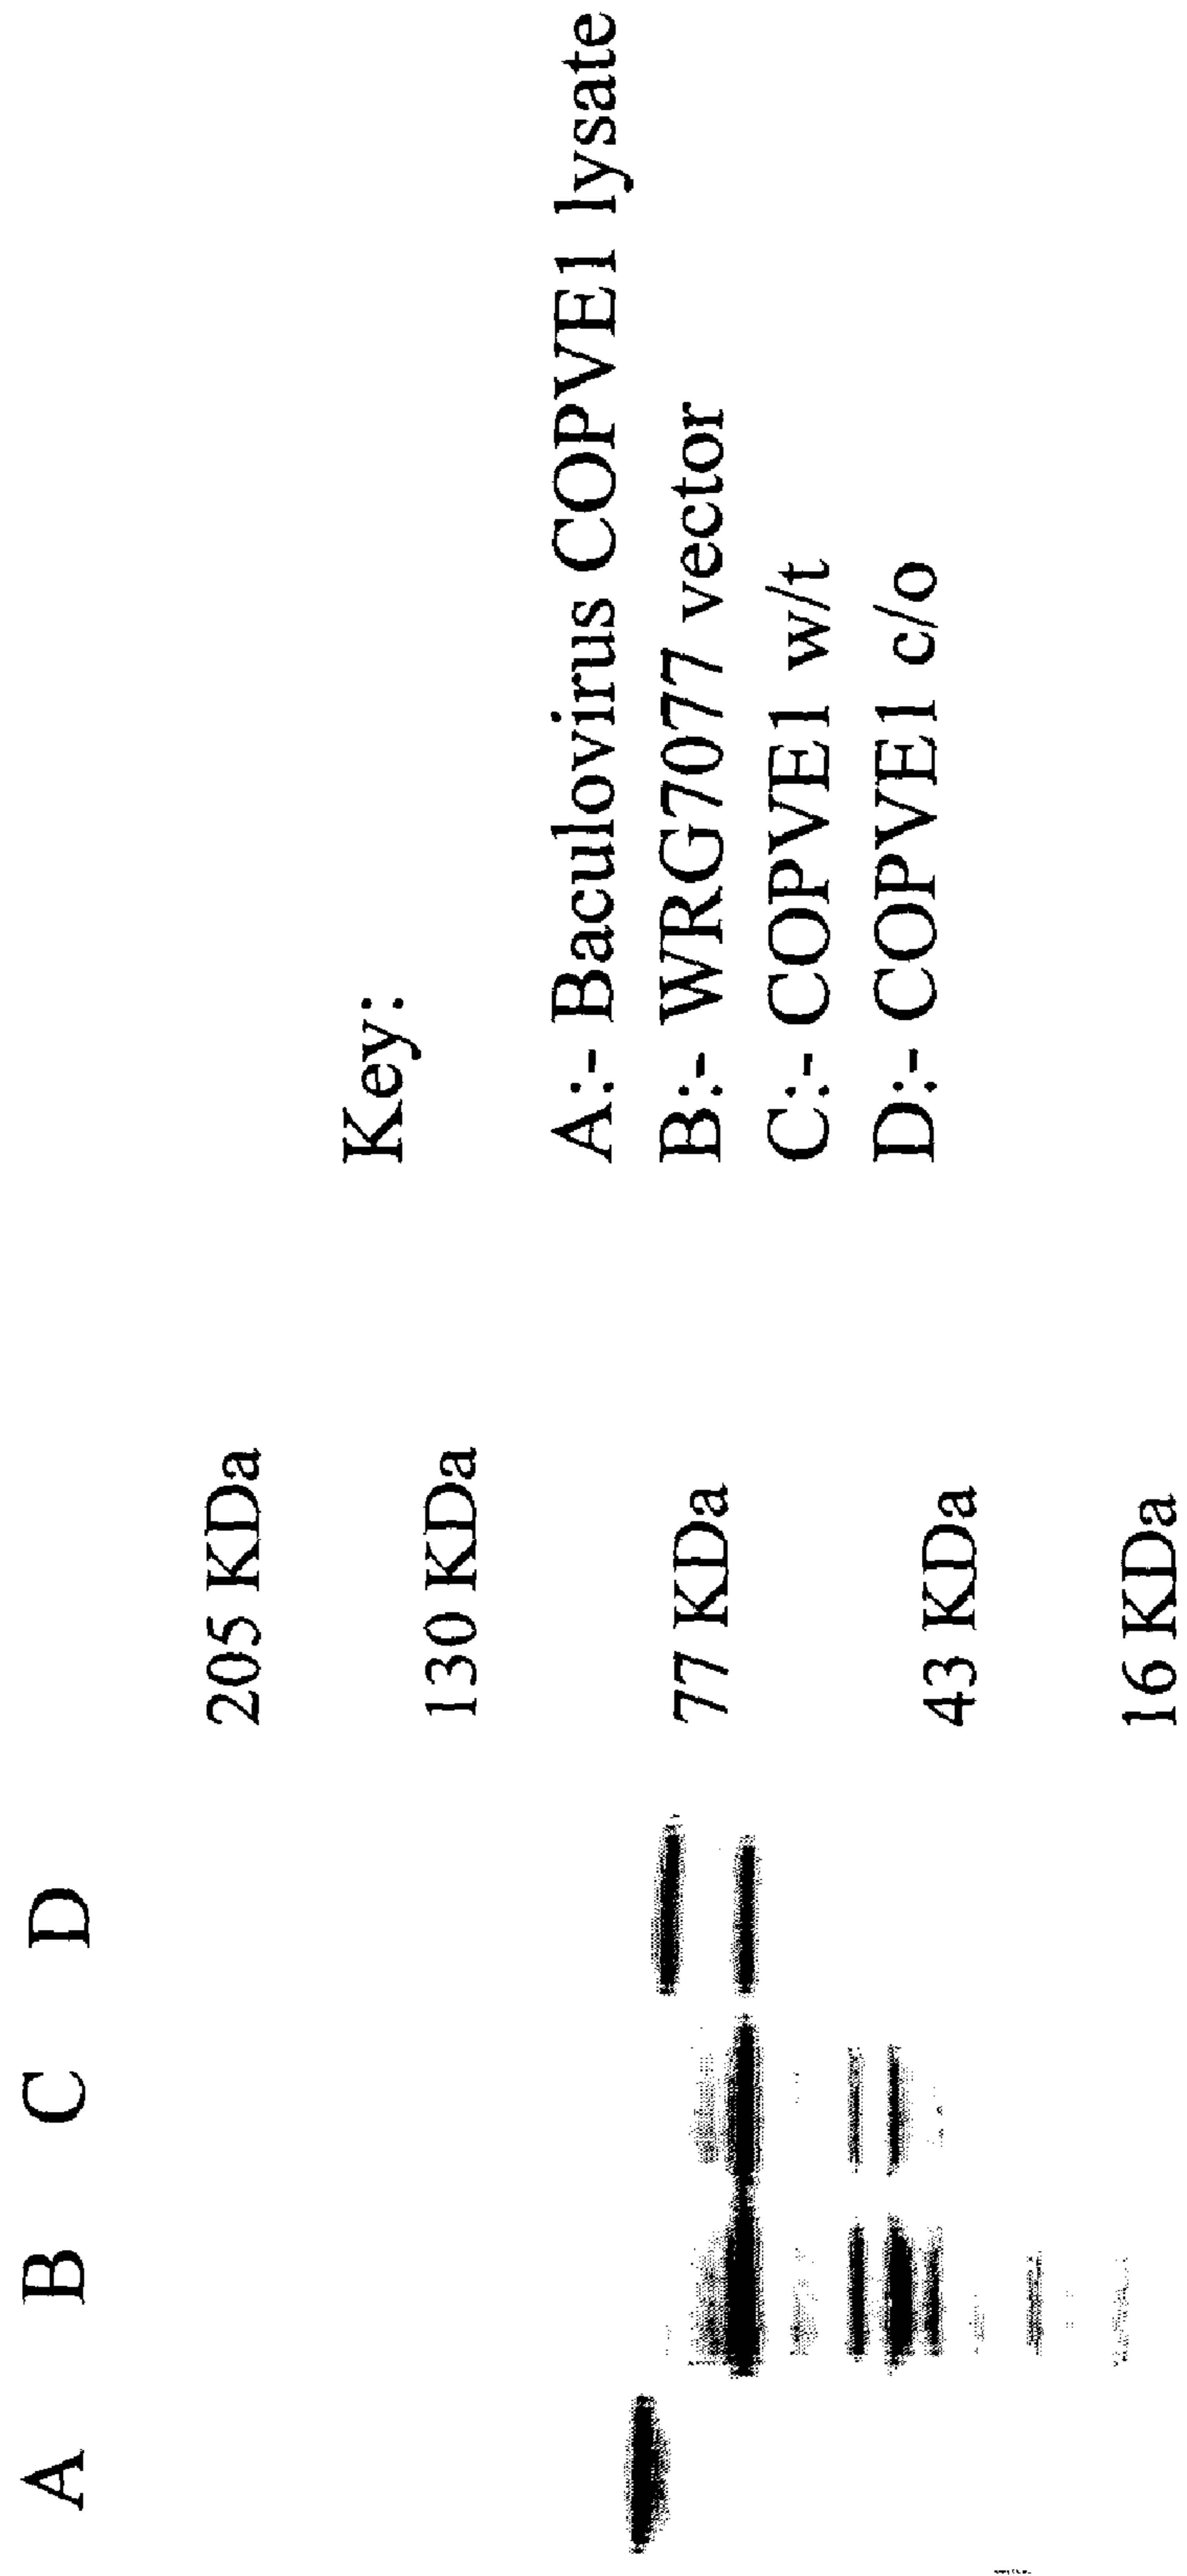 A B C D
205 KDa
130 KDa
77 KDa
43 KDa
16 KDa
Key:
A:- Baculovirus COPVE1 lysate
B:- WRG7077 vector
C:- COPVE1 w/t
D:- COPVE1 c/o